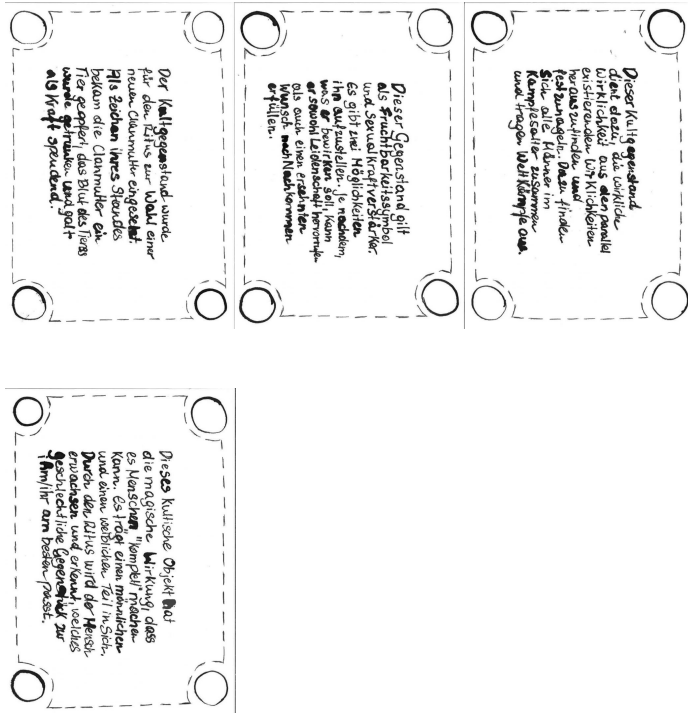 Der Kultgegenstand wurde
für den Ritus zur Wahl einer
neuen Clanmutter eingesetzt.
Als Zeichen ihres Standes
bekam die Clanmutter ein
Tier geopfert, das Blut des Tieres
wurde getrunken und galt
als Kraft spendend.
Dieser Gegenstand gilt
als Fruchtbarkeitssymbol
und Sexualkraftverstärker.
Es gibt zwei Möglichkeiten
ihn aufzustellen. Je nachdem,
was er bewirken soll, kann
er sowohl Leidenschaft hervorrufen
als auch einen ersehnten
Wunsch nach Nachkommen
erfüllen.
Dieser Kultgegenstand
dient dazu, die wirkliche
Wirklichkeit aus den parallel
existierenden Wirklichkeiten
herauszufinden und
festzunageln. Dazu finden
sich alle Männer im
Kampfesalter zusammen
und tragen Wettkämpfe aus.
Dieses kultische Objekt hat
die magische Wirkung, dass
es Menschen "komplett" machen
kann. Es trägt einen männlichen
und einen weiblichen Teil in sich.
Durch den Ritus wird der Mensch
erwachsen und erkennt, welches
geschlechtliche Gegenstück zur
ihm/ihr am besten passt.